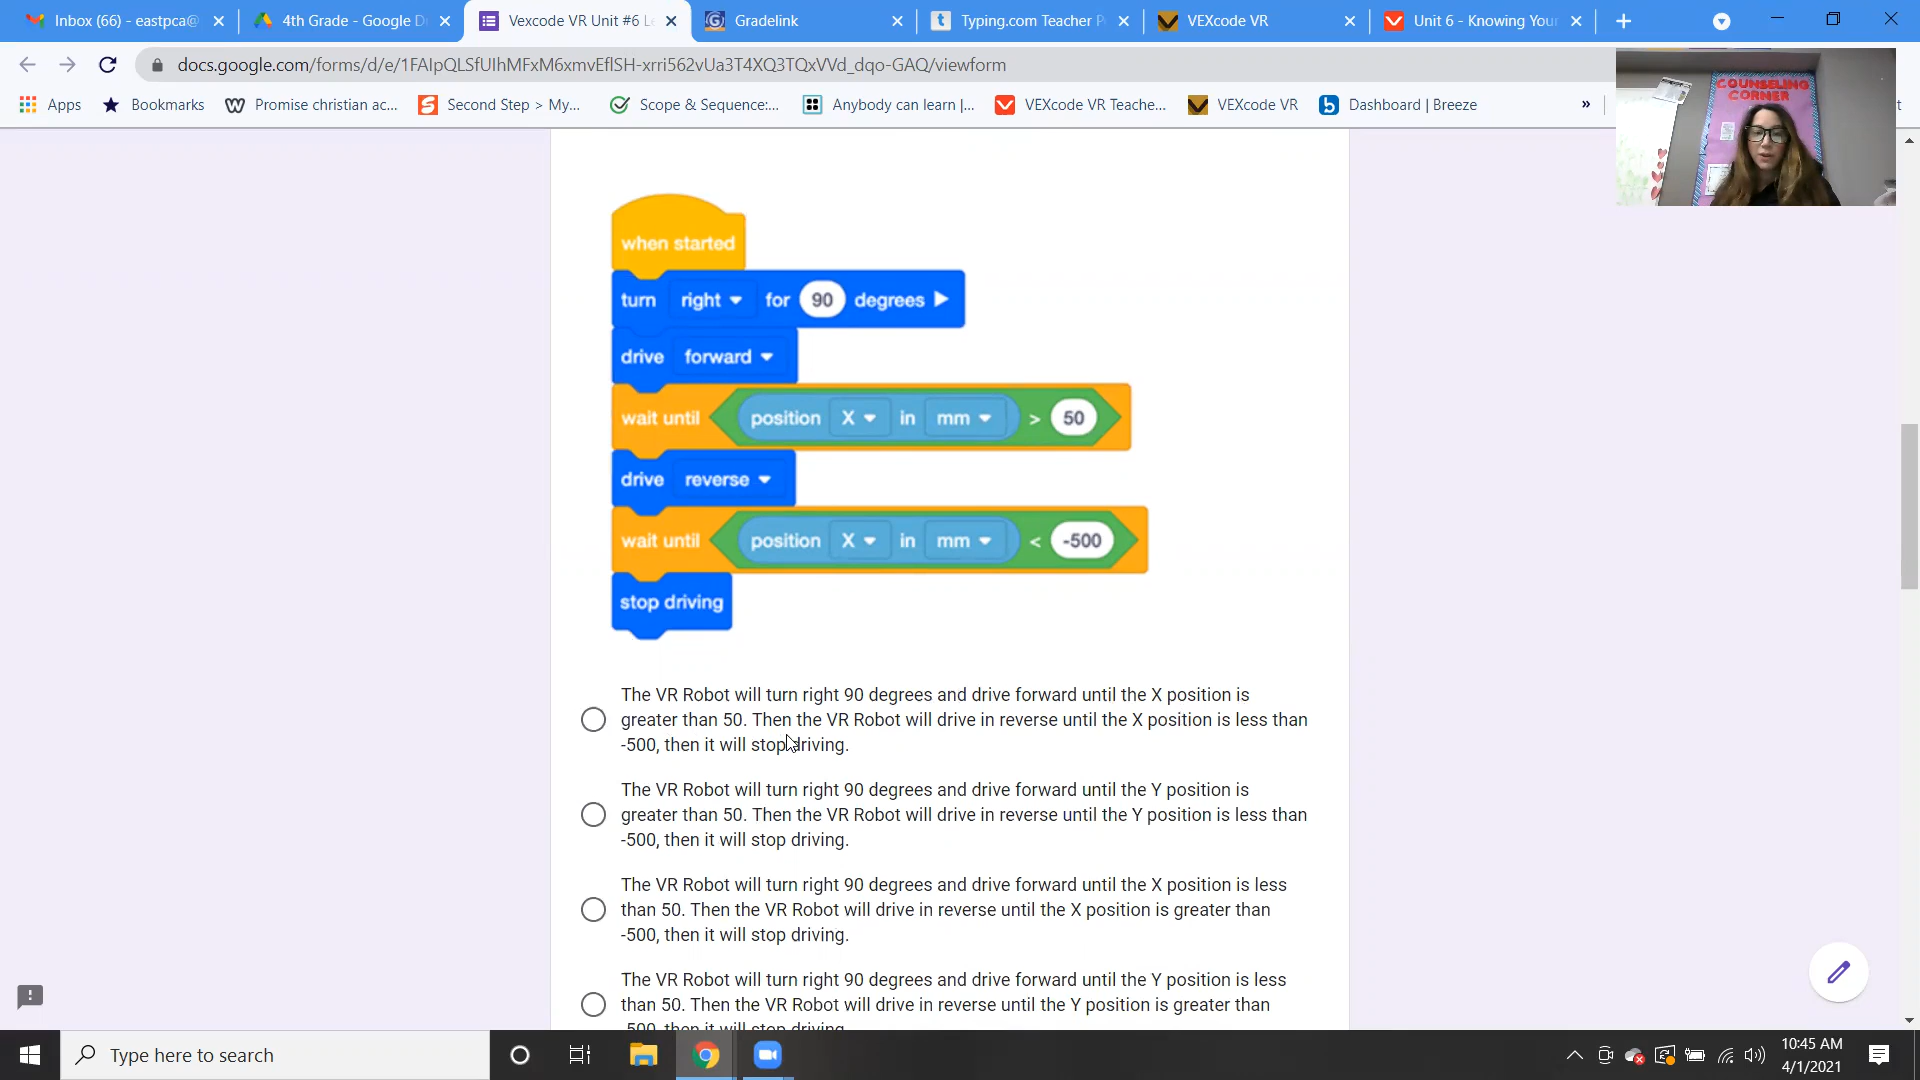 Inbox (66) - eastpca@
4th Grade - Google D
Vexcode VR Unit #6 L
Gradelink
Typing.com Teacher P
VEXcode VR
Unit 6 - Knowing Your
docs.google.com/forms/d/e/1FAIpQLSfUIhMFxM6xmvEflSH-xrri562vUa3T4XQ3TQxVVd_dqo-GAQ/viewform
Apps
Bookmarks
Promise christian ac...
Second Step > My...
Scope & Sequence:...
Anybody can learn |...
VEXcode VR Teache...
VEXcode VR
Dashboard | Breeze
»
COUNSELING
CORNER
when started
turn right for 90 degrees
drive forward
wait until position X in mm > 50
drive reverse
wait until position X in mm < -500
stop driving
The VR Robot will turn right 90 degrees and drive forward until the X position is
greater than 50. Then the VR Robot will drive in reverse until the X position is less than
-500, then it will stop driving.
The VR Robot will turn right 90 degrees and drive forward until the Y position is
greater than 50. Then the VR Robot will drive in reverse until the Y position is less than
-500, then it will stop driving.
The VR Robot will turn right 90 degrees and drive forward until the X position is less
than 50. Then the VR Robot will drive in reverse until the X position is greater than
-500, then it will stop driving.
The VR Robot will turn right 90 degrees and drive forward until the Y position is less
than 50. Then the VR Robot will drive in reverse until the Y position is greater than
-500, then it will stop driving.
Type here to search
10:45 AM
4/1/2021